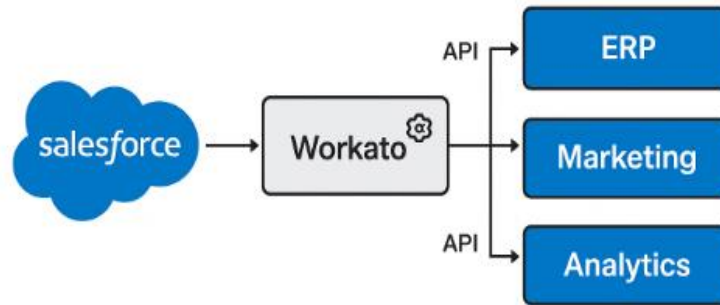 salesforce
Workato
API
ERP
Marketing
API
Analytics